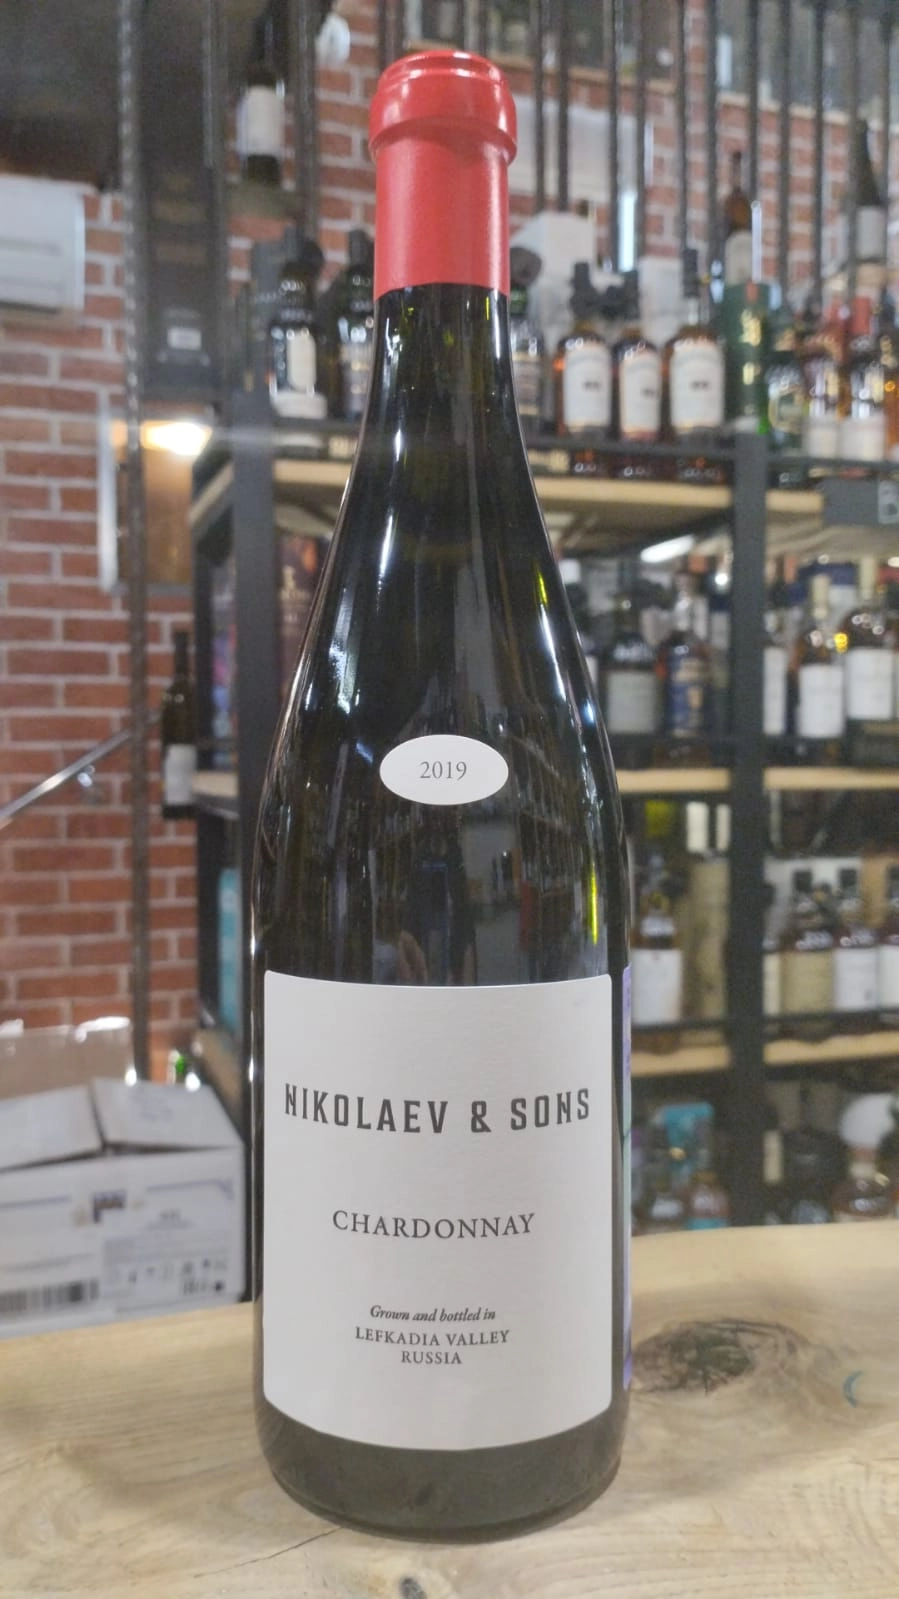 2019
NIKOLAEV & SONS
CHARDONNAY
Grown and bottled in
LEFKADIA VALLEY
RUSSIA